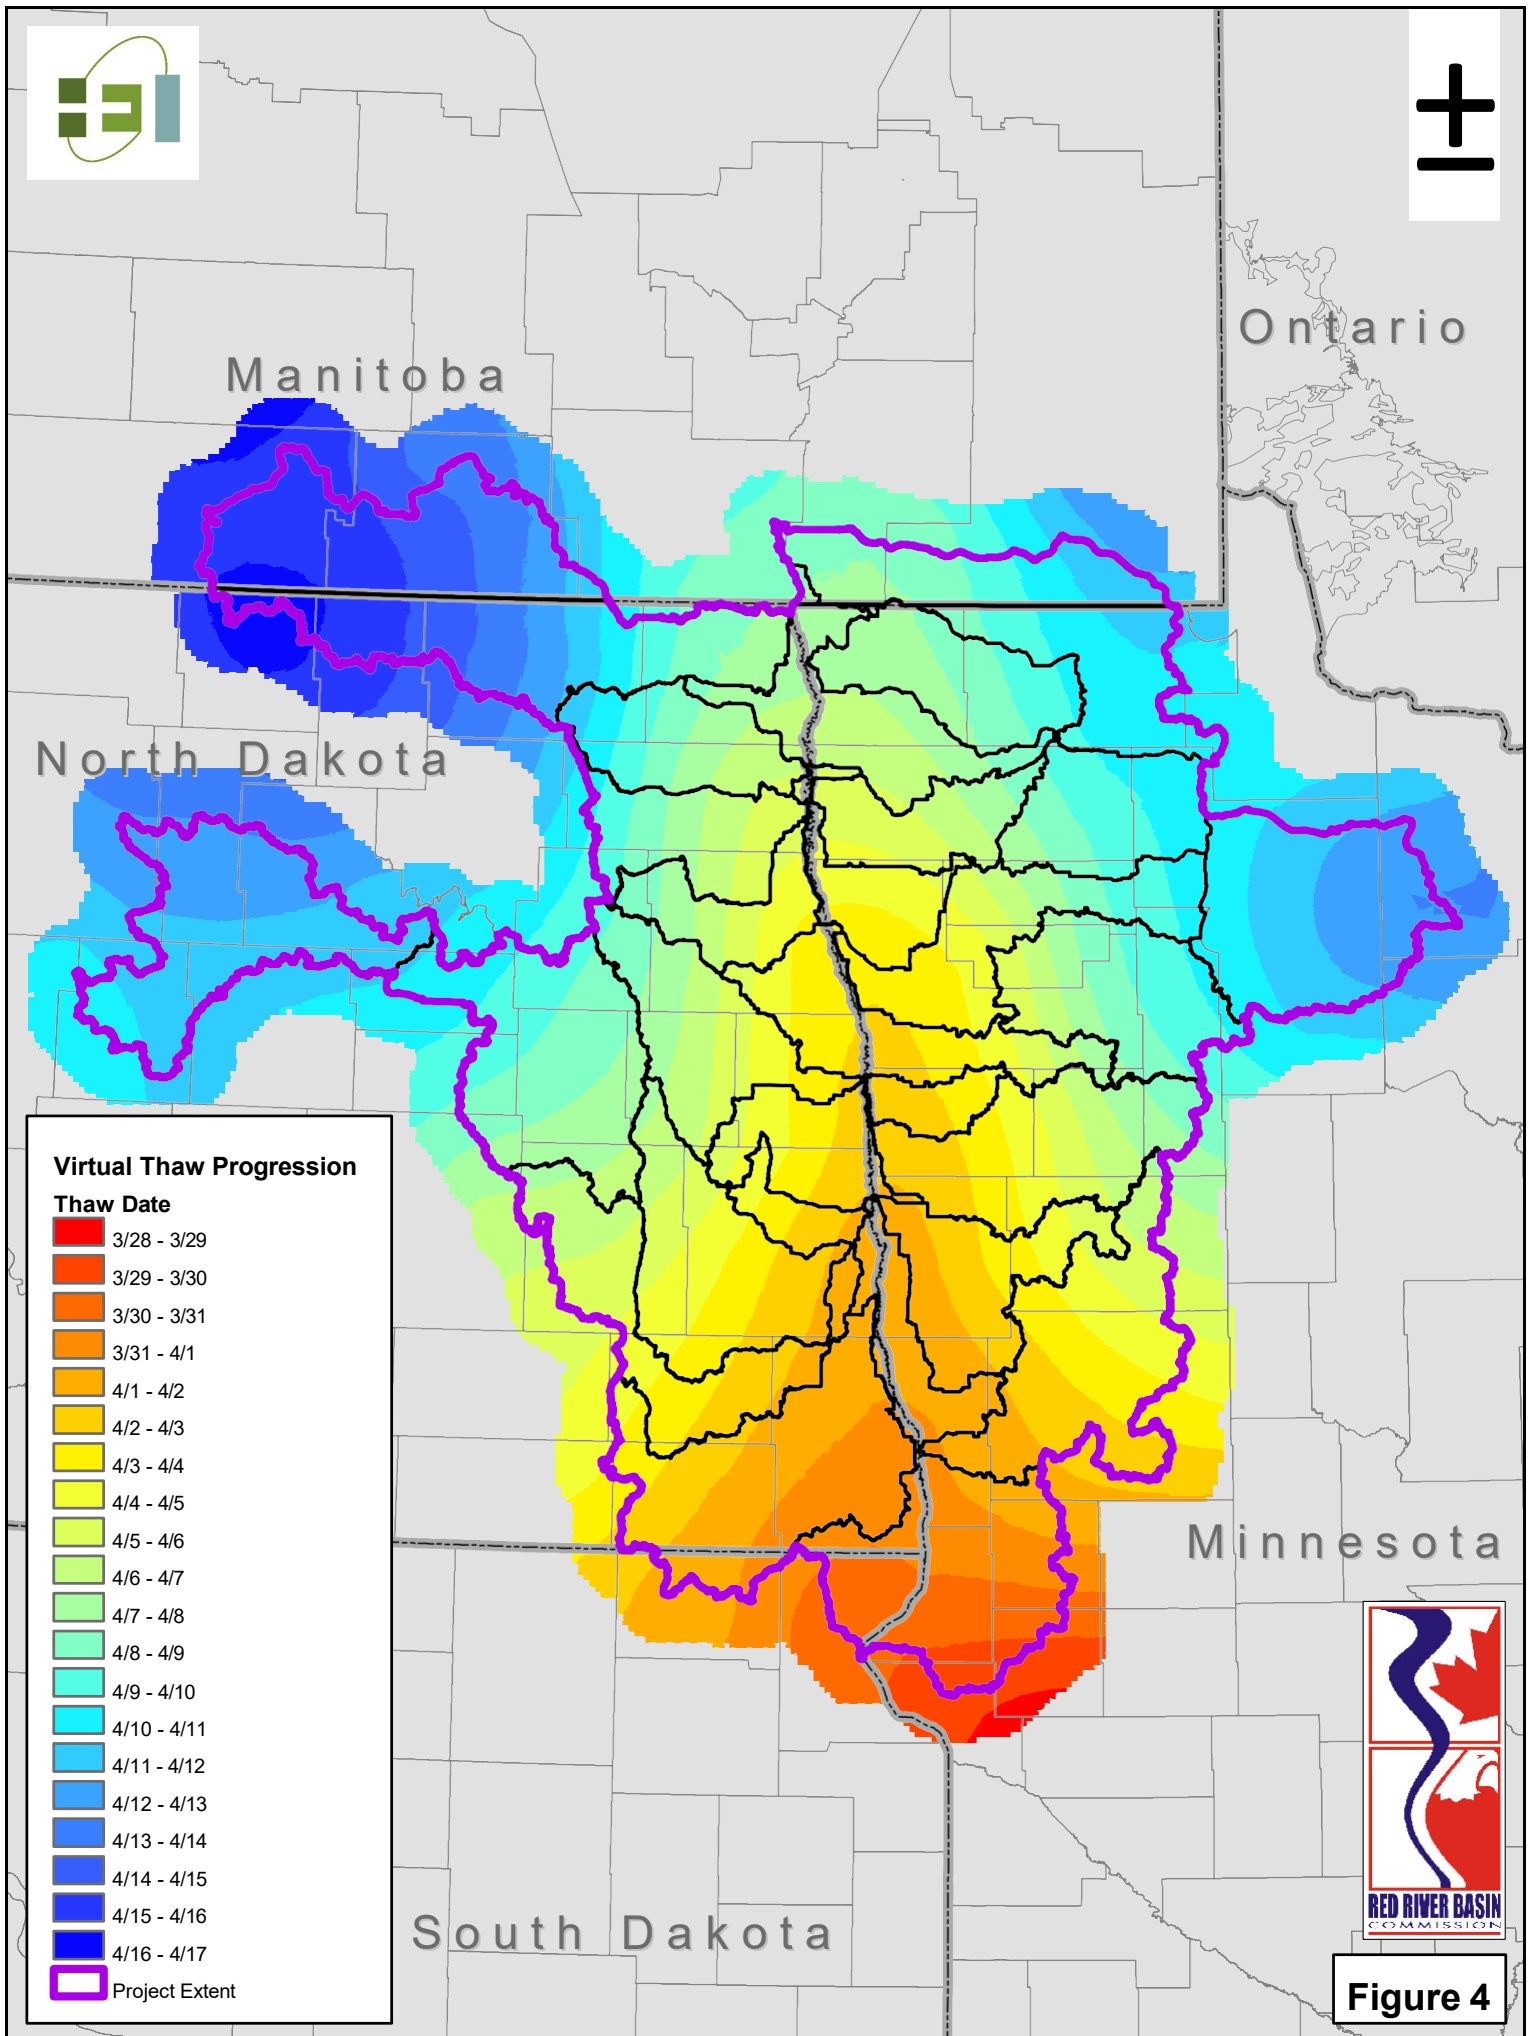 Ontario
Manitoba
North Dakota
Virtual Thaw Progression
Thaw Date
3/28 - 3/29
3/29 - 3/30
3/30 - 3/31
3/31 - 4/1
4/1 - 4/2
4/2 - 4/3
4/3 - 4/4
4/4 - 4/5
4/5 - 4/6
4/6 - 4/7
4/7 - 4/8
4/8 - 4/9
4/9 - 4/10
4/10 - 4/11
4/11 - 4/12
4/12 - 4/13
4/13 - 4/14
4/14 - 4/15
4/15 - 4/16
4/16 - 4/17
Project Extent
Minnesota
South Dakota
RED RIVER BASIN
COMMISSION
Figure 4